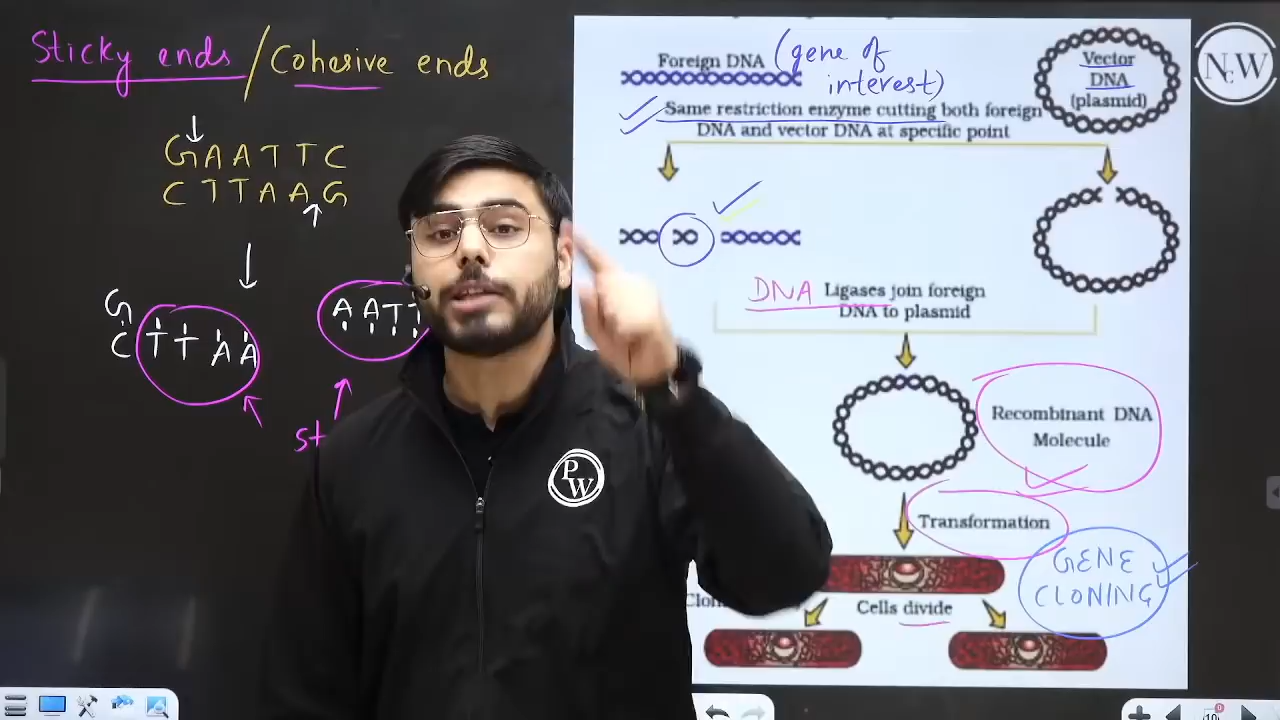 Sticky ends / Cohesive ends
GAATTC
CTTAAG
G
C TTAA
AATT
st
Foreign DNA (gene of interest)
Vector
DNA
(plasmid)
Same restriction enzyme cutting both foreign
DNA and vector DNA at specific point
DNA Ligases join foreign
DNA to plasmid
Recombinant DNA
Molecule
Transformation
GENE
CLONING
Cells divide
NCW
PW